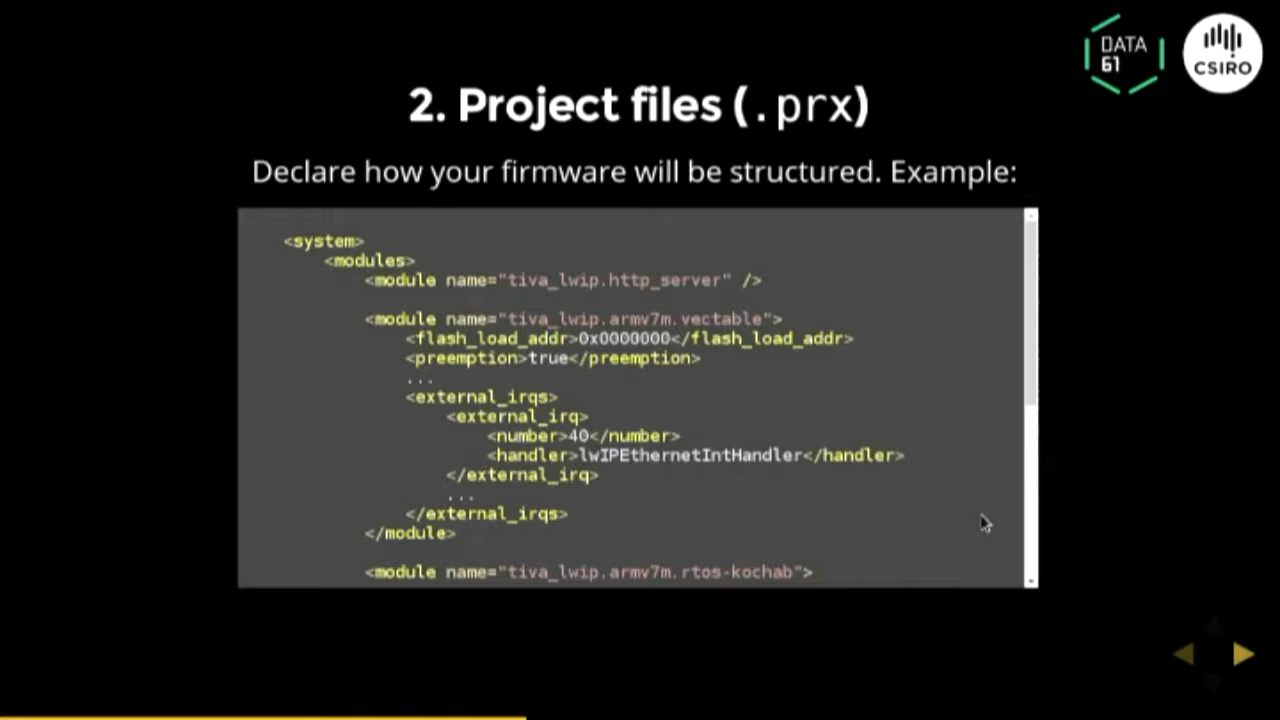 DATA
61
CSIRO
2. Project files (.prx)
Declare how your firmware will be structured. Example:
<system>
<modules>
<module name="tiva_lwip.http_server" />
<module name="tiva_lwip.armv7m.vectable">
<flash_load_addr>0x0000000</flash_load_addr>
<preemption>true</preemption>
...
<external_irqs>
<external_irq>
<number>40</number>
<handler>lwIPEthernetIntHandler</handler>
</external_irq>
...
</external_irqs>
</module>
<module name="tiva_lwip.armv7m.rtos-kochab">